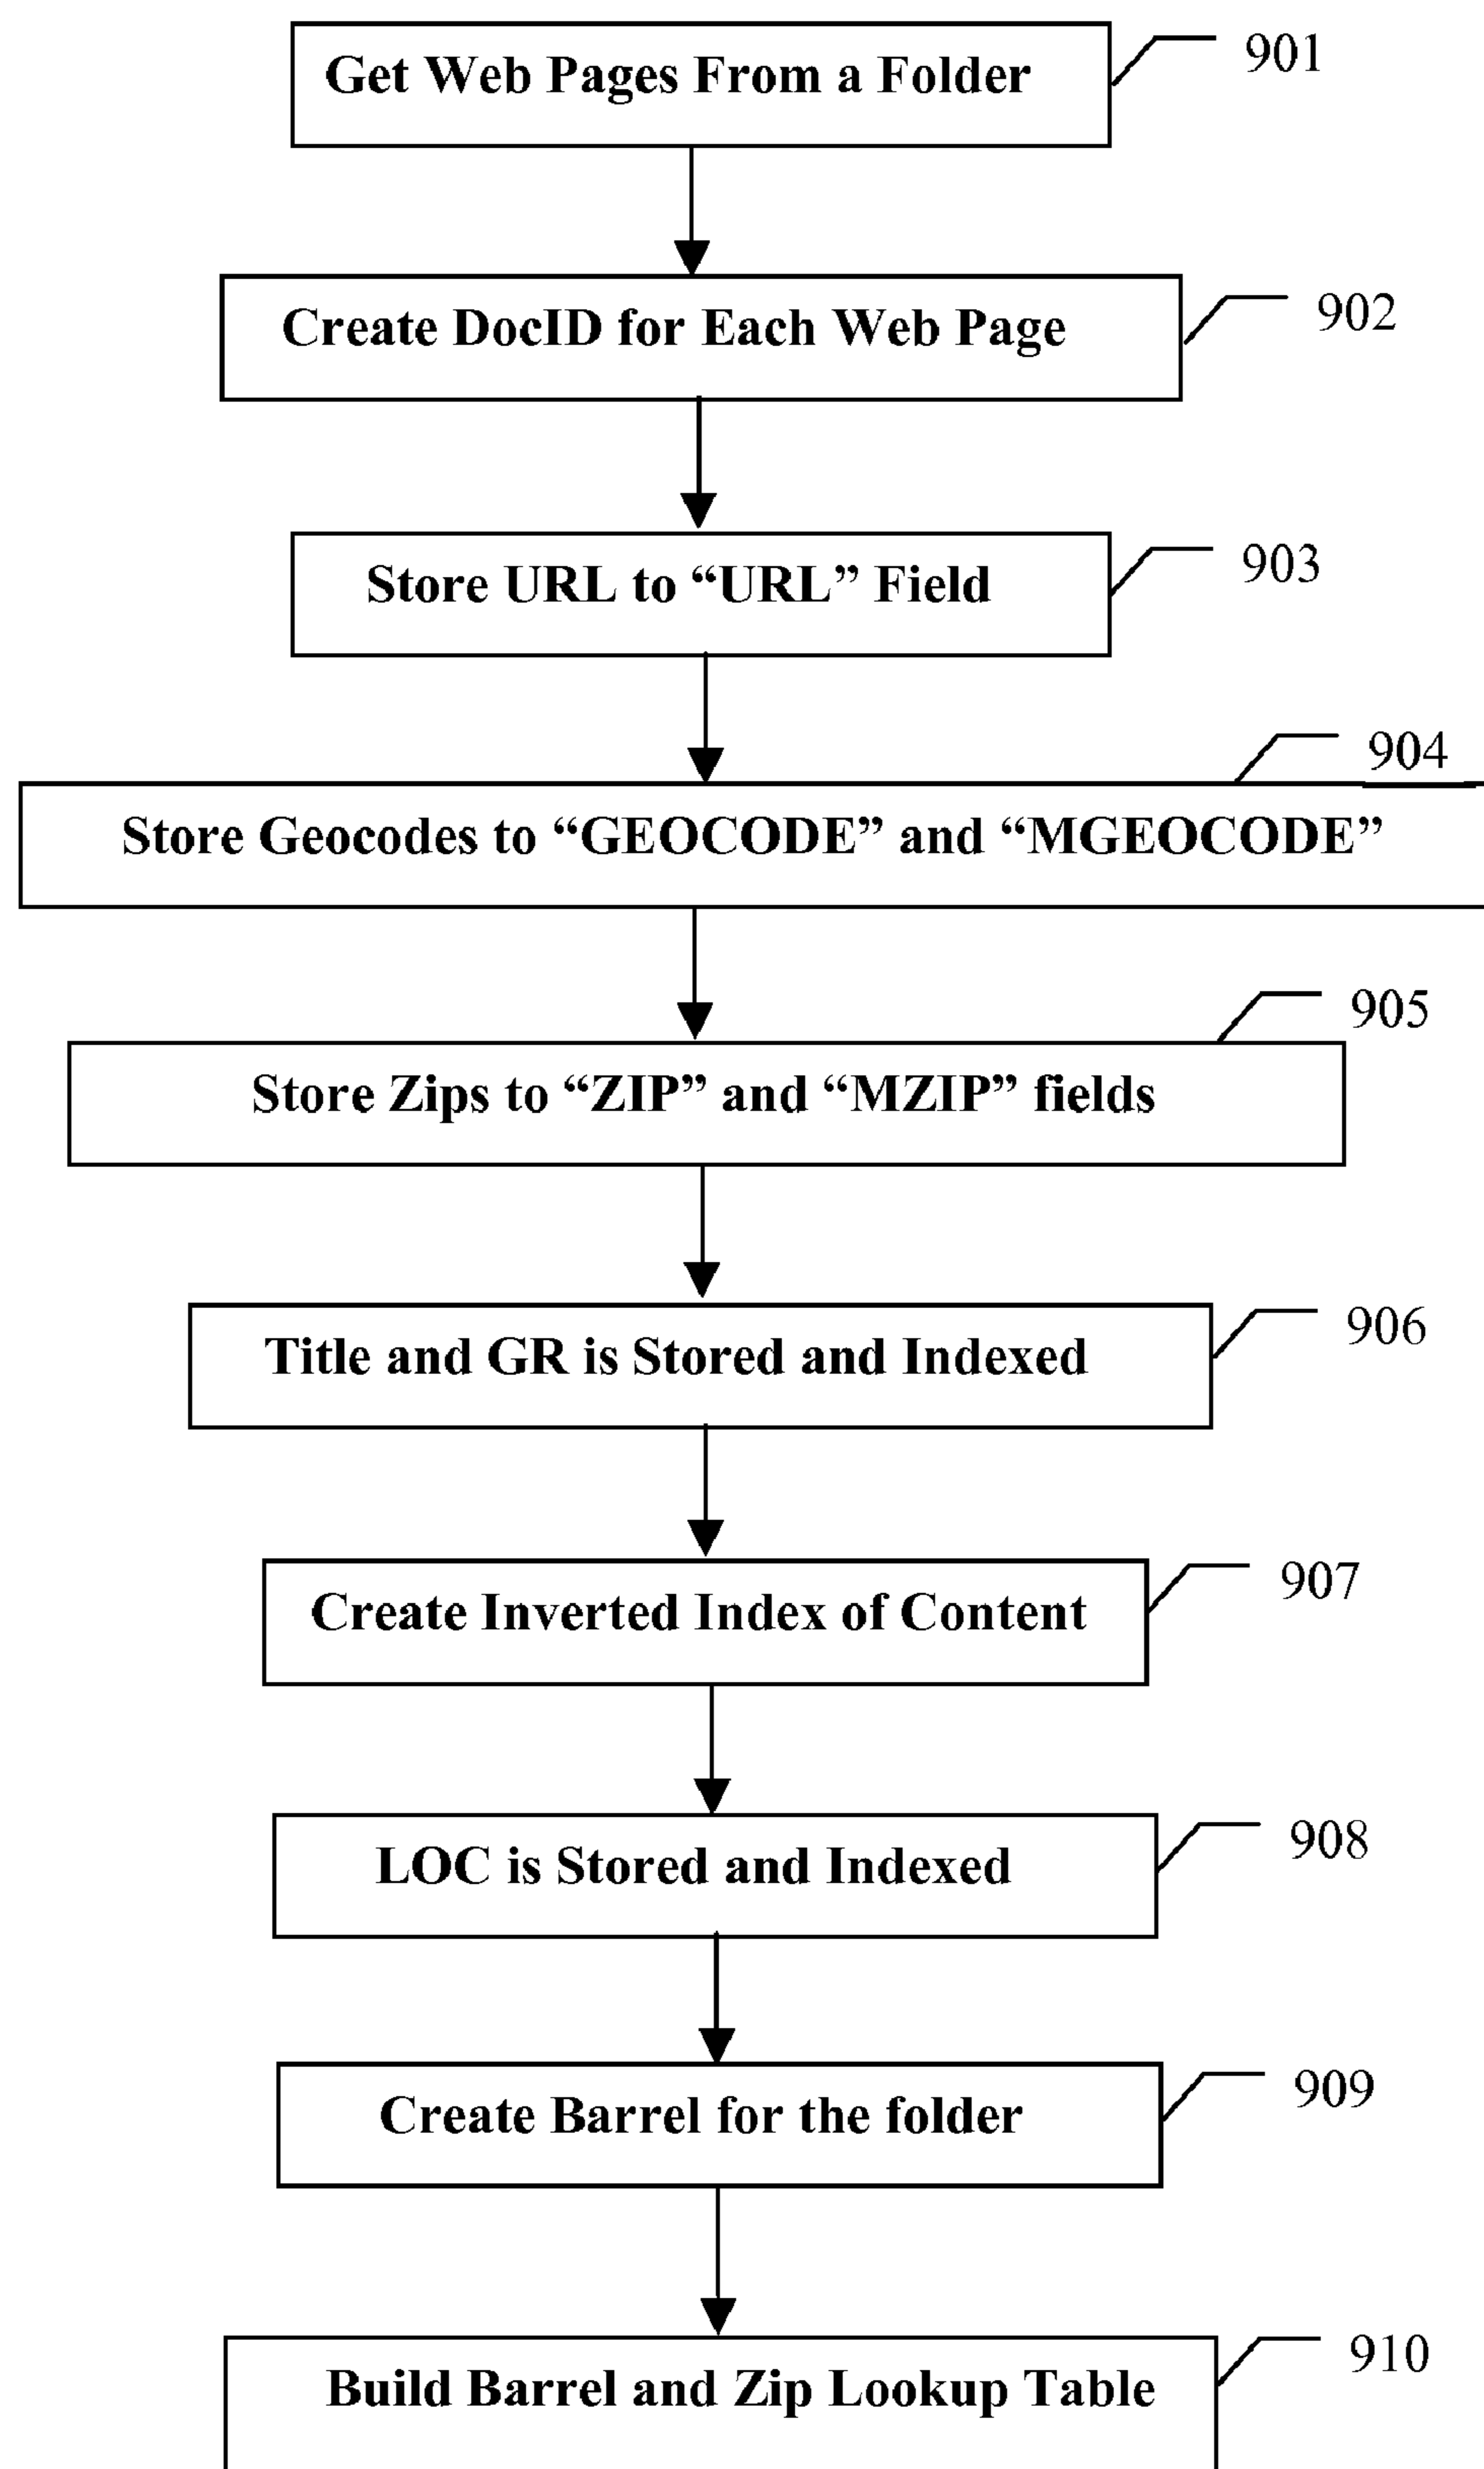 Get Web Pages From a Folder
901
Create DocID for Each Web Page
902
Store URL to “URL” Field
903
904
Store Geocodes to “GEOCODE” and “MGEOCODE”
905
Store Zips to “ZIP” and “MZIP” fields
Title and GR is Stored and Indexed
906
Create Inverted Index of Content
907
LOC is Stored and Indexed
908
Create Barrel for the folder
909
Build Barrel and Zip Lookup Table
910